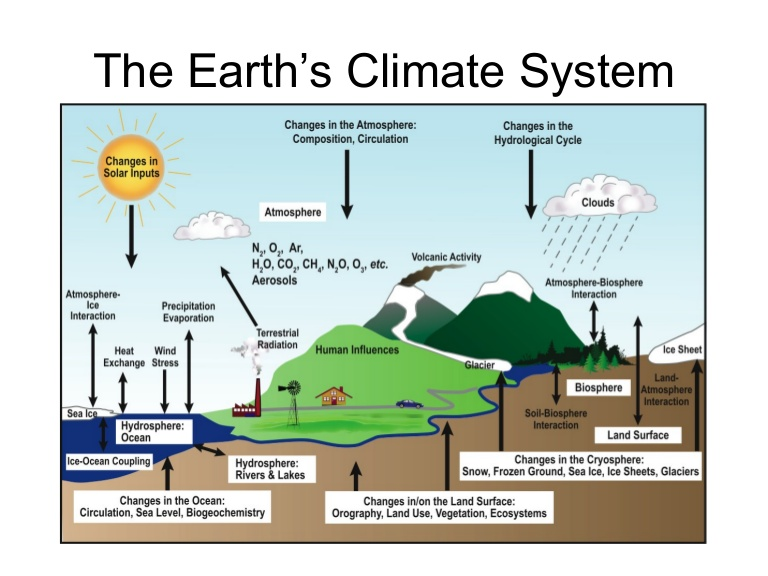 The Earth's Climate System
Changes in the Atmosphere:
Composition, Circulation
Changes in the
Hydrological Cycle
Changes in
Solar Inputs
Clouds
Atmosphere
N₂, O₂, Ar,
H₂O, CO₂, CH₄, N₂O, O₃, etc.
Aerosols
Volcanic Activity
Atmosphere-Biosphere
Interaction
Atmosphere-
Ice
Interaction
Precipitation
Evaporation
Terrestrial
Radiation
Heat
Exchange
Wind
Stress
Human Influences
Glacier
Ice Sheet
Biosphere
Land-
Atmosphere
Interaction
Soil-Biosphere
Interaction
Land Surface
Sea Ice
Hydrosphere:
Ocean
Ice-Ocean Coupling
Hydrosphere:
Rivers & Lakes
Changes in the Cryosphere:
Snow, Frozen Ground, Sea Ice, Ice Sheets, Glaciers
Changes in the Ocean:
Circulation, Sea Level, Biogeochemistry
Changes in/on the Land Surface:
Orography, Land Use, Vegetation, Ecosystems